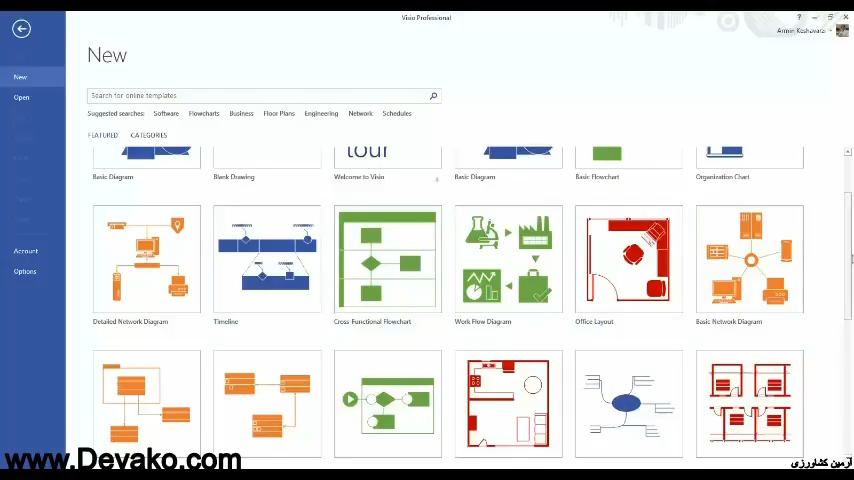 Visio Professional
?
Armin Keshavarzi
New
New
Open
Search for online templates
Suggested searches: Software Flowcharts Business Floor Plans Engineering Network Schedules
FEATURED CATEGORIES
tour
Basic Diagram Blank Drawing Welcome to Visio Basic Diagram Basic Flowchart Organization Chart
Account
Options
Detailed Network Diagram Timeline Cross-Functional Flowchart Work Flow Diagram Office Layout Basic Network Diagram
www.Devako.com
آرمین کشاورزی